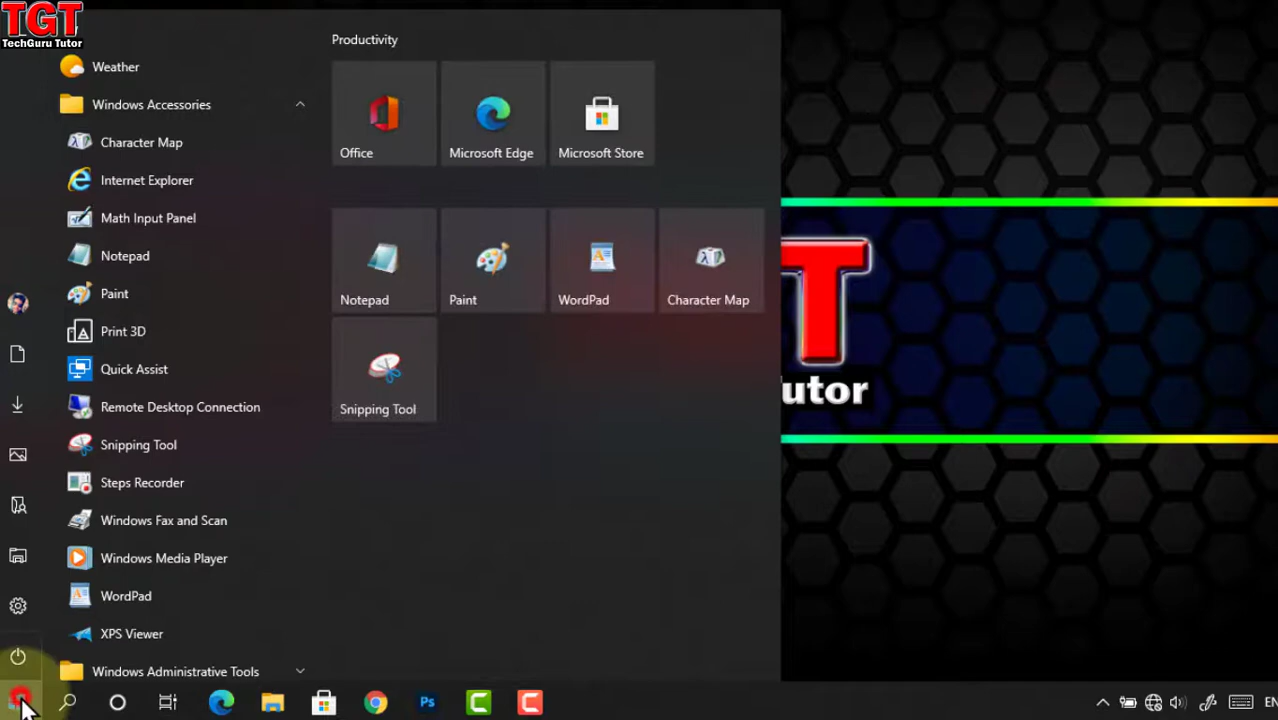 TGT
TechGuru Tutor
Weather
Windows Accessories
Character Map
Internet Explorer
Math Input Panel
Notepad
Paint
Print 3D
Quick Assist
Remote Desktop Connection
Snipping Tool
Steps Recorder
Windows Fax and Scan
Windows Media Player
WordPad
XPS Viewer
Windows Administrative Tools
Productivity
Office
Microsoft Edge
Microsoft Store
Notepad
Paint
WordPad
Character Map
Snipping Tool
T
utor
Ps
EN